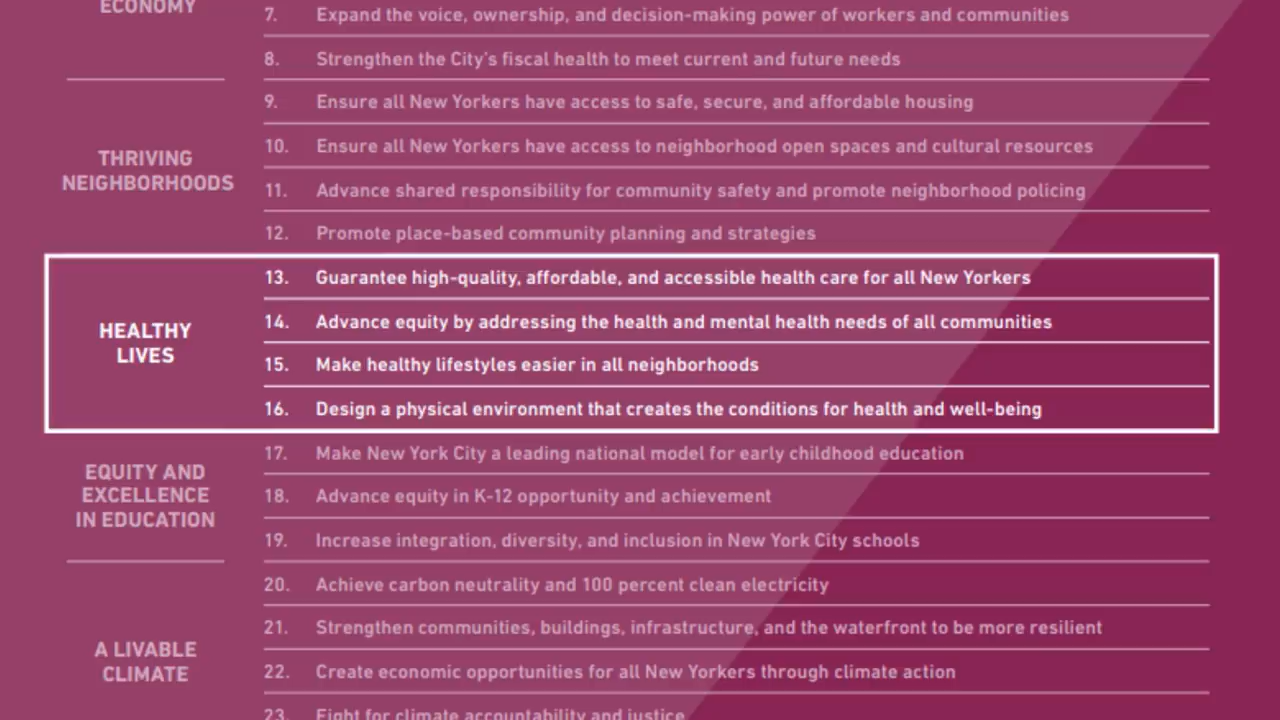 ECONOMY
7. Expand the voice, ownership, and decision-making power of workers and communities
8. Strengthen the City's fiscal health to meet current and future needs
THRIVING
NEIGHBORHOODS
9. Ensure all New Yorkers have access to safe, secure, and affordable housing
10. Ensure all New Yorkers have access to neighborhood open spaces and cultural resources
11. Advance shared responsibility for community safety and promote neighborhood policing
12. Promote place-based community planning and strategies
HEALTHY
LIVES
13. Guarantee high-quality, affordable, and accessible health care for all New Yorkers
14. Advance equity by addressing the health and mental health needs of all communities
15. Make healthy lifestyles easier in all neighborhoods
16. Design a physical environment that creates the conditions for health and well-being
EQUITY AND
EXCELLENCE
IN EDUCATION
17. Make New York City a leading national model for early childhood education
18. Advance equity in K-12 opportunity and achievement
19. Increase integration, diversity, and inclusion in New York City schools
A LIVABLE
CLIMATE
20. Achieve carbon neutrality and 100 percent clean electricity
21. Strengthen communities, buildings, infrastructure, and the waterfront to be more resilient
22. Create economic opportunities for all New Yorkers through climate action
23. Fight for climate accountability and justice